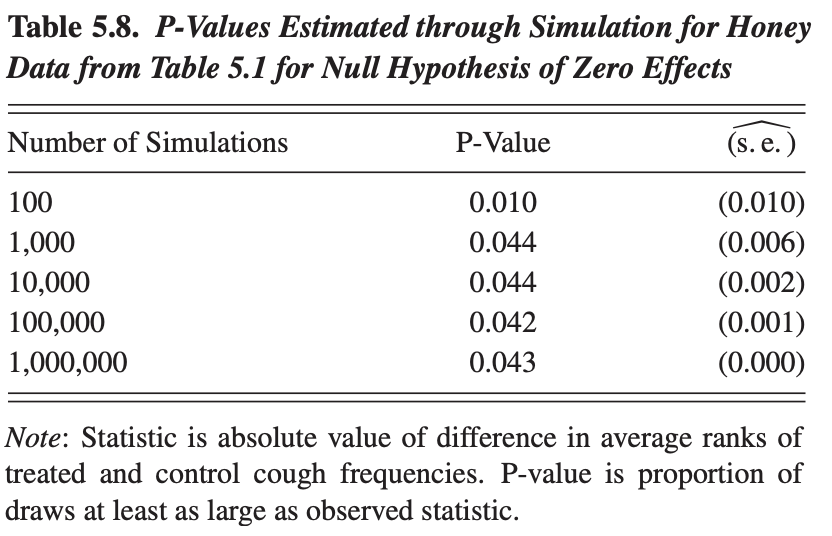 Table 5.8. P-Values Estimated through Simulation for Honey
Data from Table 5.1 for Null Hypothesis of Zero Effects
Number of Simulations P-Value (s. e.)
100 0.010 (0.010)
1,000 0.044 (0.006)
10,000 0.044 (0.002)
100,000 0.042 (0.001)
1,000,000 0.043 (0.000)
Note: Statistic is absolute value of difference in average ranks of
treated and control cough frequencies. P-value is proportion of
draws at least as large as observed statistic.